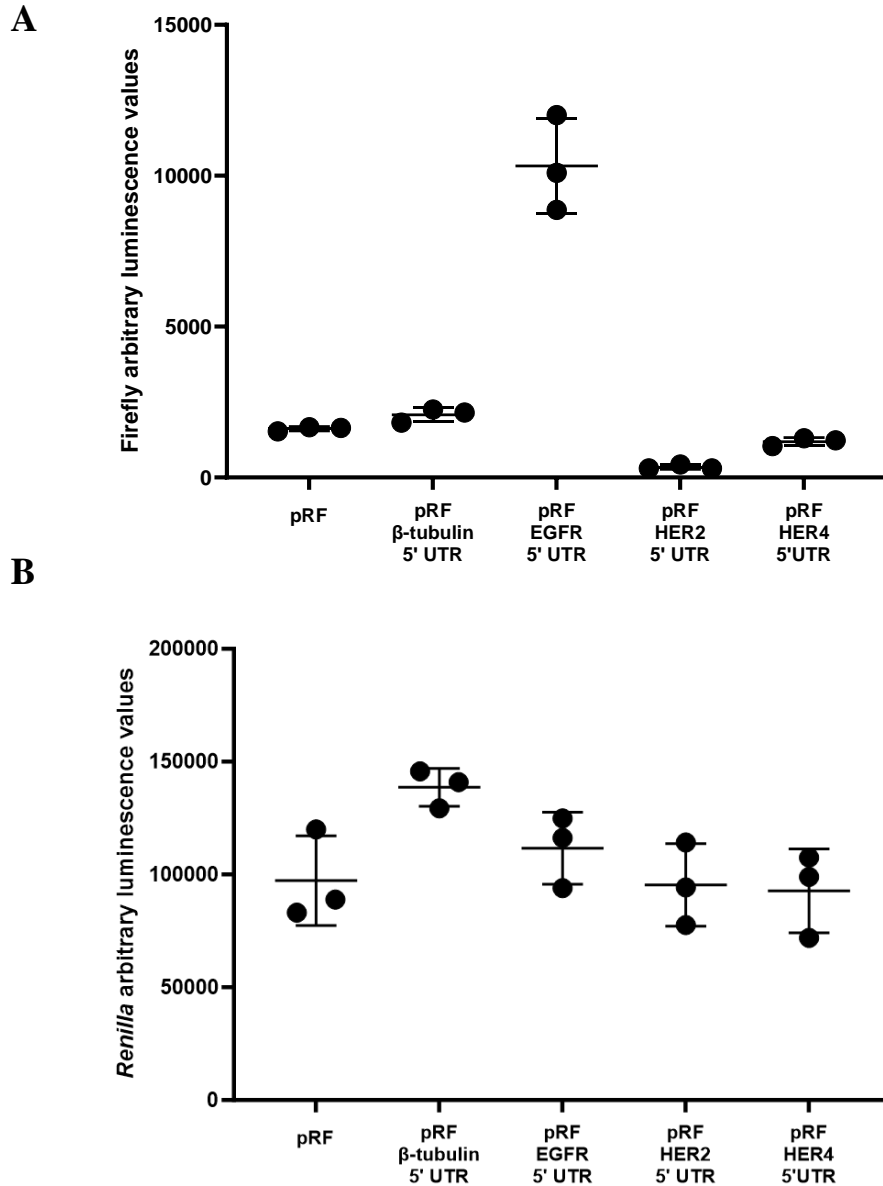 A
Firefly arbitrary luminescence values
15000
10000
5000
0
pRF
pRF
β-tubulin
5' UTR
pRF
EGFR
5' UTR
pRF
HER2
5' UTR
pRF
HER4
5'UTR
B
Renilla arbitrary luminescence values
200000
150000
100000
50000
0
pRF
pRF
β-tubulin
5' UTR
pRF
EGFR
5' UTR
pRF
HER2
5' UTR
pRF
HER4
5'UTR